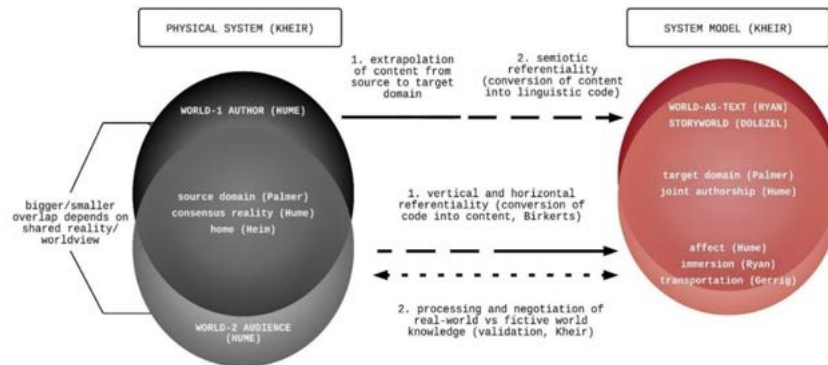 PHYSICAL SYSTEM (KHEIR)
SYSTEM MODEL (KHEIR)
1. extrapolation
of content from
source to target
domain
2. semiotic
referentiality
(conversion of content
into linguistic code)
WORLD-1 AUTHOR (HUME)
WORLD-AS-TEXT (RYAN)
STORYWORLD (DOLEZEL)
bigger/smaller
overlap depends on
shared reality/
worldview
source domain (Palmer)
consensus reality (Hume)
home (Heim)
target domain (Palmer)
joint authorship (Hume)
1. vertical and horizontal
referentiality (conversion of
code into content, Birkerts)
affect (Hume)
immersion (Ryan)
transportation (Gerrig)
WORLD-2 AUDIENCE
(HUME)
2. processing and negotiation of
real-world vs fictive world
knowledge (validation, Kheir)